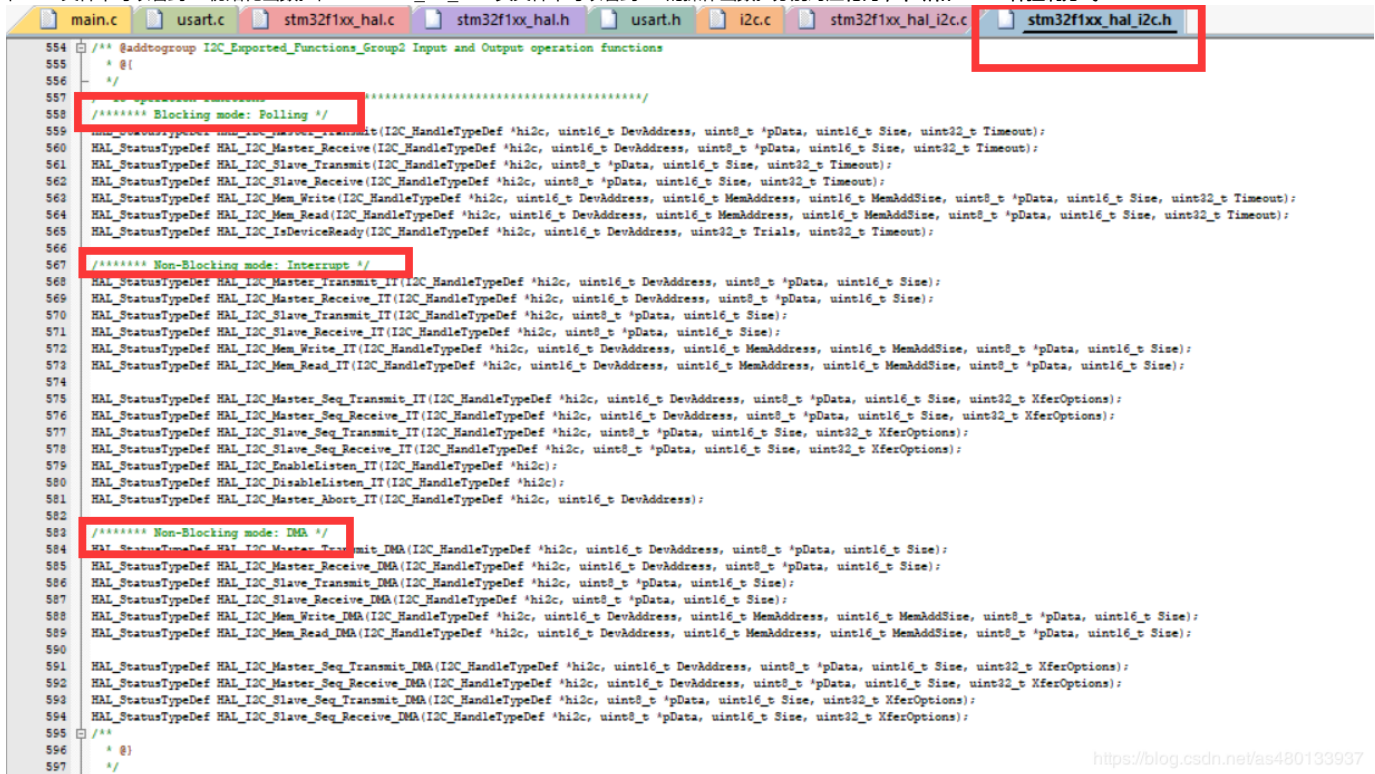 main.c usart.c stm32f1xx_hal.c stm32f1xx_hal.h usart.h i2c.c stm32f1xx_hal_i2c.c stm32f1xx_hal_i2c.h
554 /** @addtogroup I2C_Exported_Functions_Group2 Input and Output operation functions
555 * @{
556 */
557 ******************************************/
558 /******* Blocking mode: Polling */
559 HAL_StatusTypeDef HAL_I2C_Master_Transmit(I2C_HandleTypeDef *hi2c, uint16_t DevAddress, uint8_t *pData, uint16_t Size, uint32_t Timeout);
560 HAL_StatusTypeDef HAL_I2C_Master_Receive(I2C_HandleTypeDef *hi2c, uint16_t DevAddress, uint8_t *pData, uint16_t Size, uint32_t Timeout);
561 HAL_StatusTypeDef HAL_I2C_Slave_Transmit(I2C_HandleTypeDef *hi2c, uint8_t *pData, uint16_t Size, uint32_t Timeout);
562 HAL_StatusTypeDef HAL_I2C_Slave_Receive(I2C_HandleTypeDef *hi2c, uint8_t *pData, uint16_t Size, uint32_t Timeout);
563 HAL_StatusTypeDef HAL_I2C_Mem_Write(I2C_HandleTypeDef *hi2c, uint16_t DevAddress, uint16_t MemAddress, uint16_t MemAddSize, uint8_t *pData, uint16_t Size, uint32_t Timeout);
564 HAL_StatusTypeDef HAL_I2C_Mem_Read(I2C_HandleTypeDef *hi2c, uint16_t DevAddress, uint16_t MemAddress, uint16_t MemAddSize, uint8_t *pData, uint16_t Size, uint32_t Timeout);
565 HAL_StatusTypeDef HAL_I2C_IsDeviceReady(I2C_HandleTypeDef *hi2c, uint16_t DevAddress, uint32_t Trials, uint32_t Timeout);
566
567 /******* Non-Blocking mode: Interrupt */
568 HAL_StatusTypeDef HAL_I2C_Master_Transmit_IT(I2C_HandleTypeDef *hi2c, uint16_t DevAddress, uint8_t *pData, uint16_t Size);
569 HAL_StatusTypeDef HAL_I2C_Master_Receive_IT(I2C_HandleTypeDef *hi2c, uint16_t DevAddress, uint8_t *pData, uint16_t Size);
570 HAL_StatusTypeDef HAL_I2C_Slave_Transmit_IT(I2C_HandleTypeDef *hi2c, uint8_t *pData, uint16_t Size);
571 HAL_StatusTypeDef HAL_I2C_Slave_Receive_IT(I2C_HandleTypeDef *hi2c, uint8_t *pData, uint16_t Size);
572 HAL_StatusTypeDef HAL_I2C_Mem_Write_IT(I2C_HandleTypeDef *hi2c, uint16_t DevAddress, uint16_t MemAddress, uint16_t MemAddSize, uint8_t *pData, uint16_t Size);
573 HAL_StatusTypeDef HAL_I2C_Mem_Read_IT(I2C_HandleTypeDef *hi2c, uint16_t DevAddress, uint16_t MemAddress, uint16_t MemAddSize, uint8_t *pData, uint16_t Size);
574
575 HAL_StatusTypeDef HAL_I2C_Master_Seq_Transmit_IT(I2C_HandleTypeDef *hi2c, uint16_t DevAddress, uint8_t *pData, uint16_t Size, uint32_t XferOptions);
576 HAL_StatusTypeDef HAL_I2C_Master_Seq_Receive_IT(I2C_HandleTypeDef *hi2c, uint16_t DevAddress, uint8_t *pData, uint16_t Size, uint32_t XferOptions);
577 HAL_StatusTypeDef HAL_I2C_Slave_Seq_Transmit_IT(I2C_HandleTypeDef *hi2c, uint8_t *pData, uint16_t Size, uint32_t XferOptions);
578 HAL_StatusTypeDef HAL_I2C_Slave_Seq_Receive_IT(I2C_HandleTypeDef *hi2c, uint8_t *pData, uint16_t Size, uint32_t XferOptions);
579 HAL_StatusTypeDef HAL_I2C_EnableListen_IT(I2C_HandleTypeDef *hi2c);
580 HAL_StatusTypeDef HAL_I2C_DisableListen_IT(I2C_HandleTypeDef *hi2c);
581 HAL_StatusTypeDef HAL_I2C_Master_Abort_IT(I2C_HandleTypeDef *hi2c, uint16_t DevAddress);
582
583 /******* Non-Blocking mode: DMA */
584 HAL_StatusTypeDef HAL_I2C_Master_Transmit_DMA(I2C_HandleTypeDef *hi2c, uint16_t DevAddress, uint8_t *pData, uint16_t Size);
585 HAL_StatusTypeDef HAL_I2C_Master_Receive_DMA(I2C_HandleTypeDef *hi2c, uint16_t DevAddress, uint8_t *pData, uint16_t Size);
586 HAL_StatusTypeDef HAL_I2C_Slave_Transmit_DMA(I2C_HandleTypeDef *hi2c, uint8_t *pData, uint16_t Size);
587 HAL_StatusTypeDef HAL_I2C_Slave_Receive_DMA(I2C_HandleTypeDef *hi2c, uint8_t *pData, uint16_t Size);
588 HAL_StatusTypeDef HAL_I2C_Mem_Write_DMA(I2C_HandleTypeDef *hi2c, uint16_t DevAddress, uint16_t MemAddress, uint16_t MemAddSize, uint8_t *pData, uint16_t Size);
589 HAL_StatusTypeDef HAL_I2C_Mem_Read_DMA(I2C_HandleTypeDef *hi2c, uint16_t DevAddress, uint16_t MemAddress, uint16_t MemAddSize, uint8_t *pData, uint16_t Size);
590
591 HAL_StatusTypeDef HAL_I2C_Master_Seq_Transmit_DMA(I2C_HandleTypeDef *hi2c, uint16_t DevAddress, uint8_t *pData, uint16_t Size, uint32_t XferOptions);
592 HAL_StatusTypeDef HAL_I2C_Master_Seq_Receive_DMA(I2C_HandleTypeDef *hi2c, uint16_t DevAddress, uint8_t *pData, uint16_t Size, uint32_t XferOptions);
593 HAL_StatusTypeDef HAL_I2C_Slave_Seq_Transmit_DMA(I2C_HandleTypeDef *hi2c, uint8_t *pData, uint16_t Size, uint32_t XferOptions);
594 HAL_StatusTypeDef HAL_I2C_Slave_Seq_Receive_DMA(I2C_HandleTypeDef *hi2c, uint8_t *pData, uint16_t Size, uint32_t XferOptions);
595 /**
596 * @}
597 */
https://blog.csdn.net/as480133937